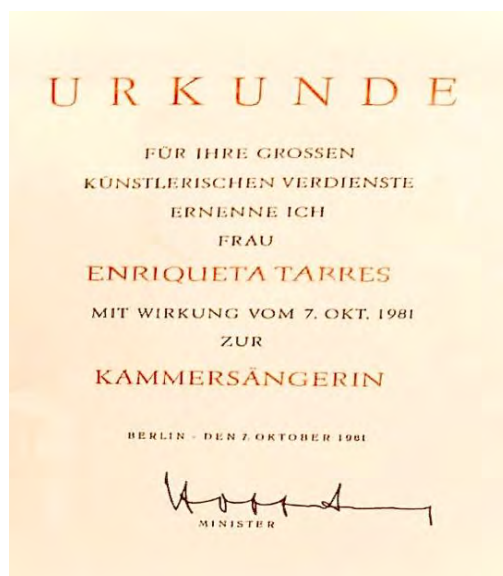 URKUNDE
FÜR IHRE GROSSEN
KÜNSTLERISCHEN VERDIENSTE
ERNENNE ICH
FRAU
ENRIQUETA TARRES
MIT WIRKUNG VOM 7. OKT. 1981
ZUR
KAMMERSÄNGERIN
BERLIN - DEN 7. OKTOBER 1981
MINISTER